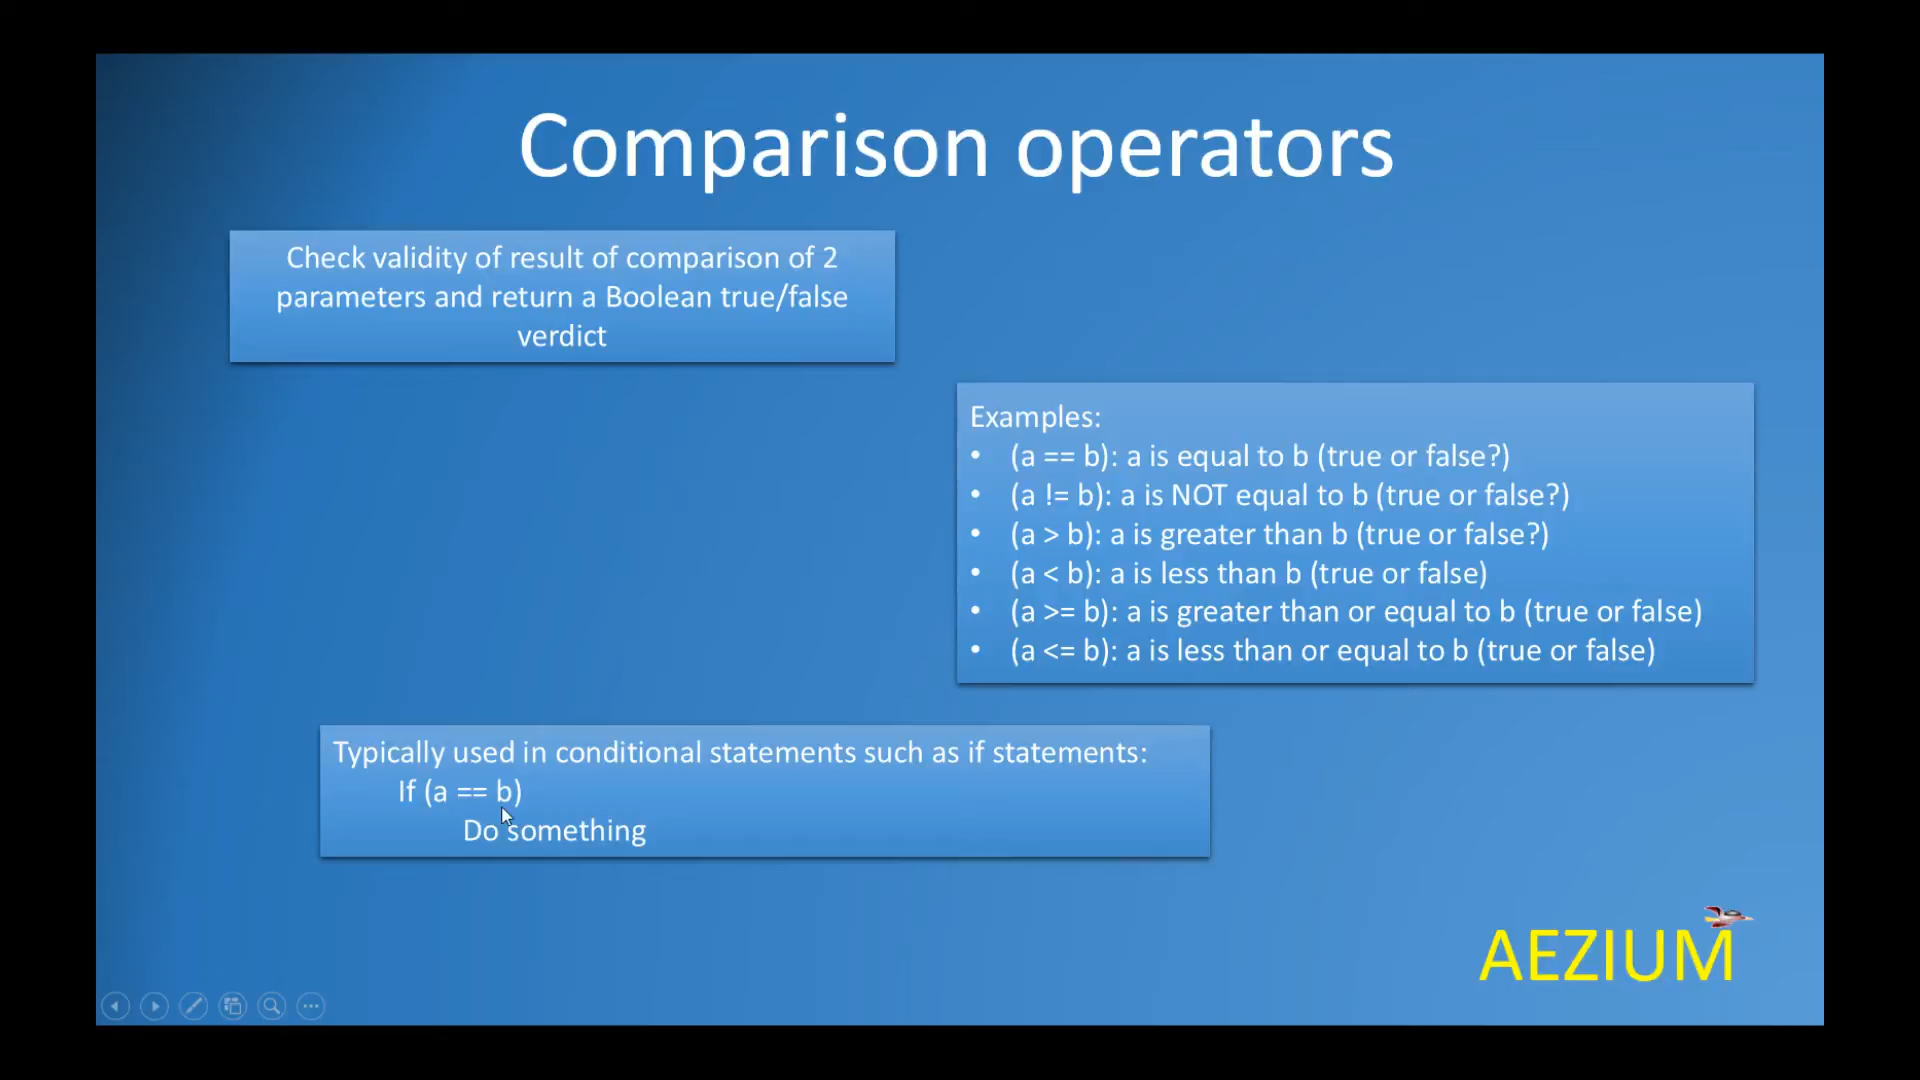 Comparison operators
Check validity of result of comparison of 2
parameters and return a Boolean true/false
verdict
Examples:
• (a == b): a is equal to b (true or false?)
• (a != b): a is NOT equal to b (true or false?)
• (a > b): a is greater than b (true or false?)
• (a < b): a is less than b (true or false)
• (a >= b): a is greater than or equal to b (true or false)
• (a <= b): a is less than or equal to b (true or false)
Typically used in conditional statements such as if statements:
If (a == b)
Do something
AEZIUM